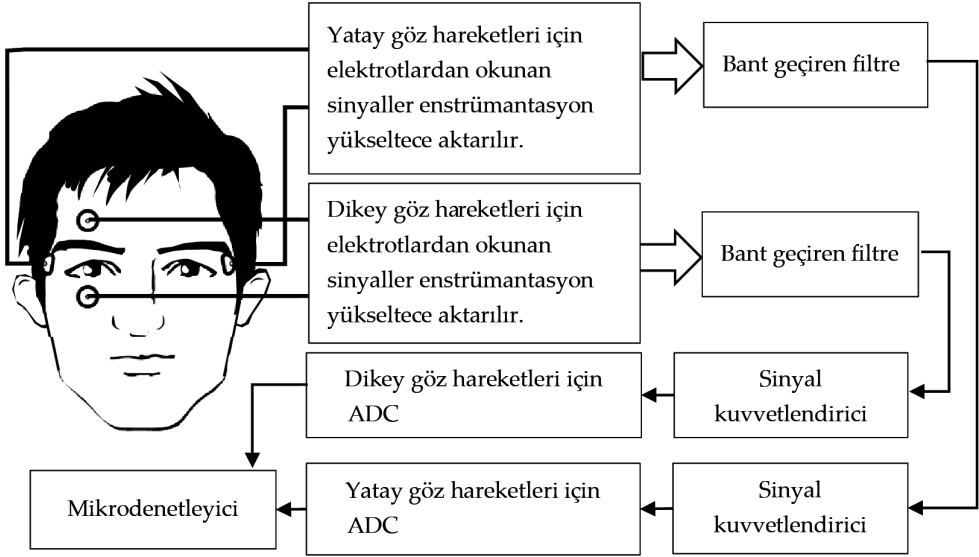 Yatay göz hareketleri için
elektrotlardan okunan
sinyaller enstrümantasyon
yükseltece aktarılır.
Bant geçiren filtre
Dikey göz hareketleri için
elektrotlardan okunan
sinyaller enstrümantasyon
yükseltece aktarılır.
Bant geçiren filtre
Dikey göz hareketleri için
ADC
Sinyal
kuvvetlendirici
Mikrodenetleyici
Yatay göz hareketleri için
ADC
Sinyal
kuvvetlendirici